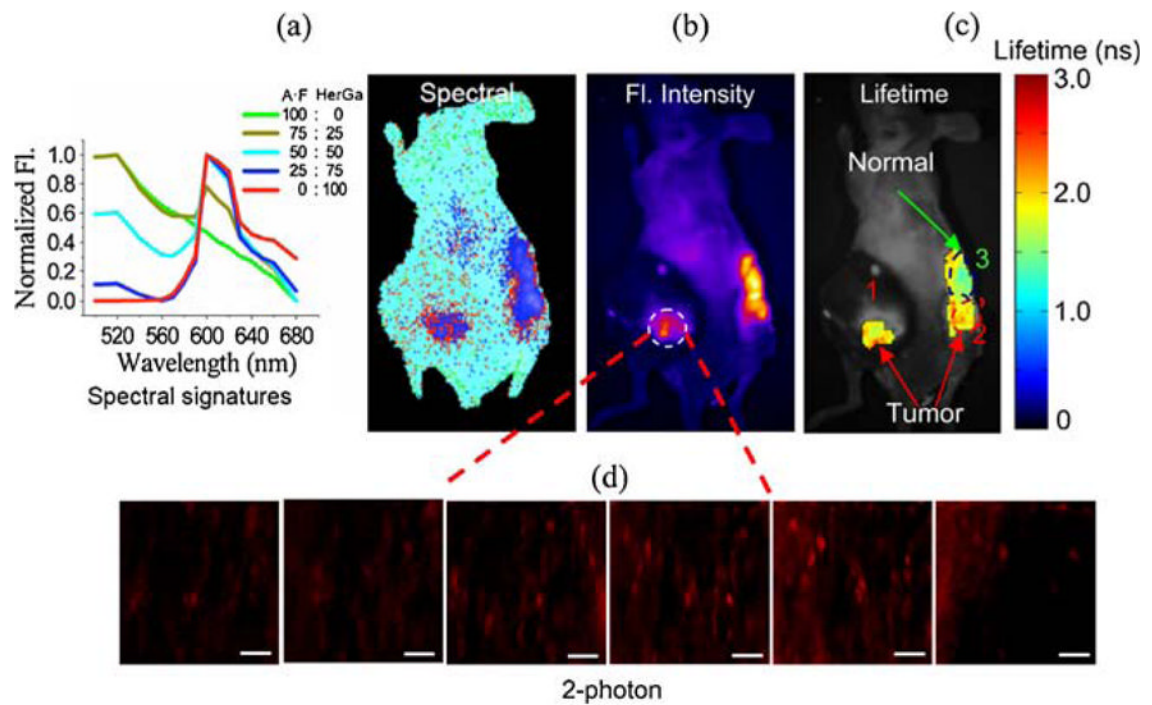 (a)
(b)
(c)
Lifetime (ns)
A·F HerGa
100 : 0
75 : 25
50 : 50
25 : 75
0 : 100
Normalized Fl.
1.0
0.8
0.6
0.4
0.2
0.0
520 560 600 640 680
Wavelength (nm)
Spectral signatures
Spectral
Fl. Intensity
Lifetime
Normal
1
3
2
Tumor
3.0
2.0
1.0
0
(d)
2-photon